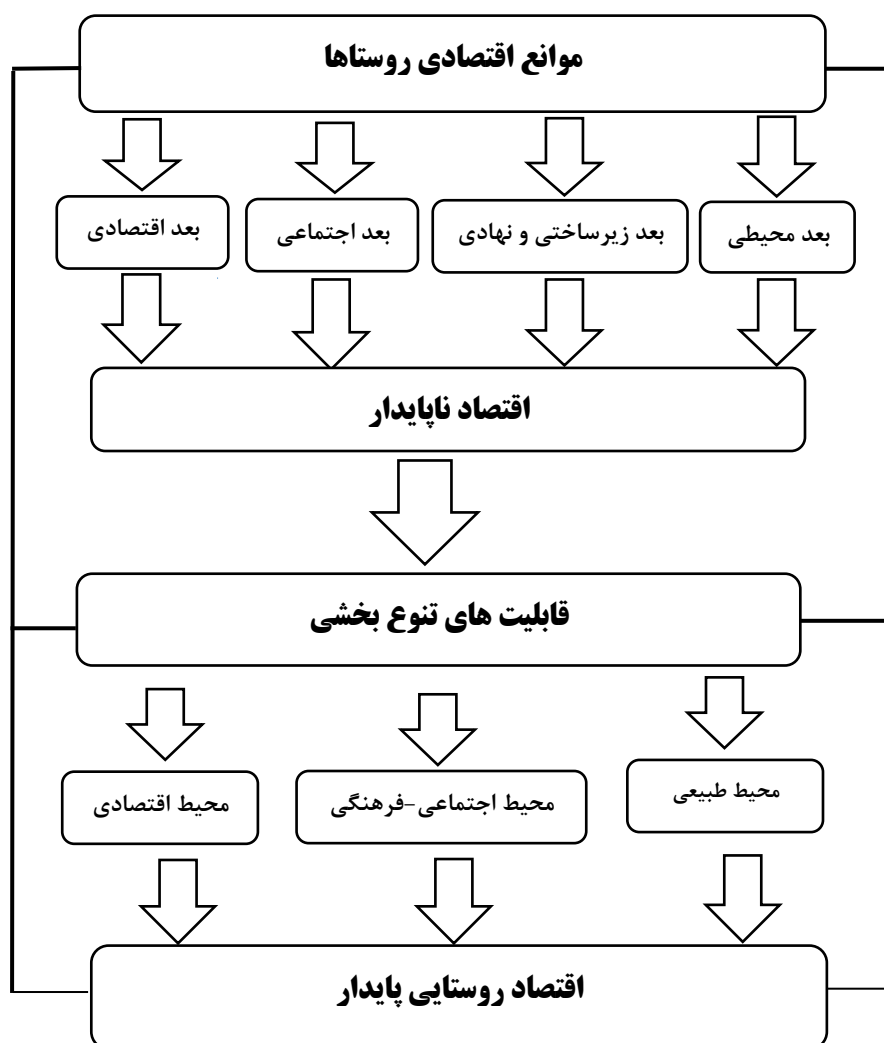 موانع اقتصادی روستاها
بعد محیطی
بعد زیرساختی و نهادی
بعد اجتماعی
بعد اقتصادی
اقتصاد ناپایدار
قابلیت های تنوع بخشی
محیط طبیعی
محیط اجتماعی-فرهنگی
محیط اقتصادی
اقتصاد روستایی پایدار